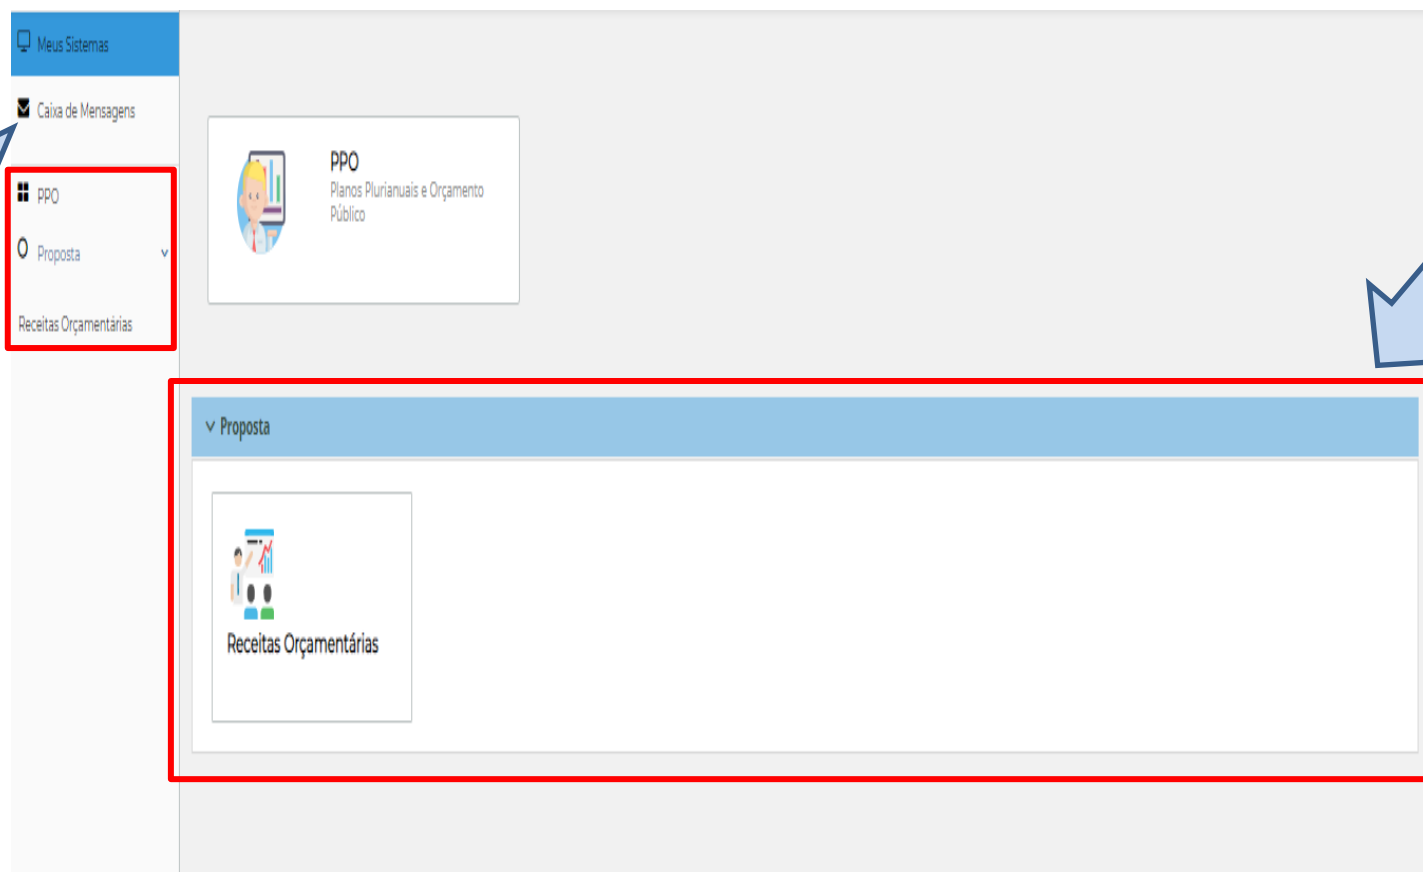 Meus Sistemas
Caixa de Mensagens
PPO
Proposta
Receitas Orçamentárias
PPO
Planos Plurianuais e Orçamento
Público
Proposta
Receitas Orçamentárias